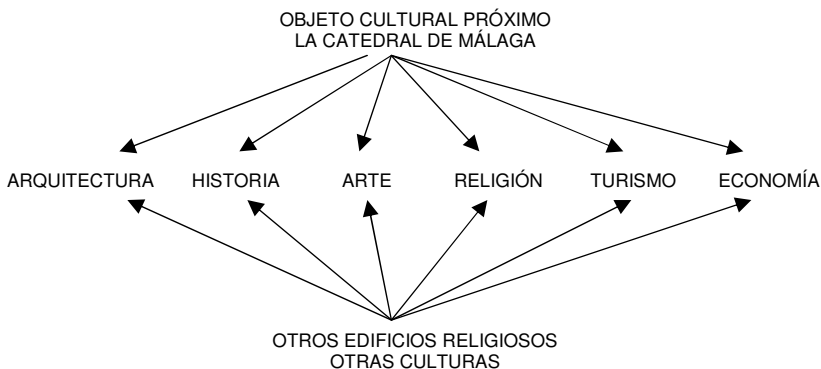 OBJETO CULTURAL PRÓXIMO
LA CATEDRAL DE MÁLAGA
ARQUITECTURA HISTORIA ARTE RELIGIÓN TURISMO ECONOMÍA
OTROS EDIFICIOS RELIGIOSOS
OTRAS CULTURAS